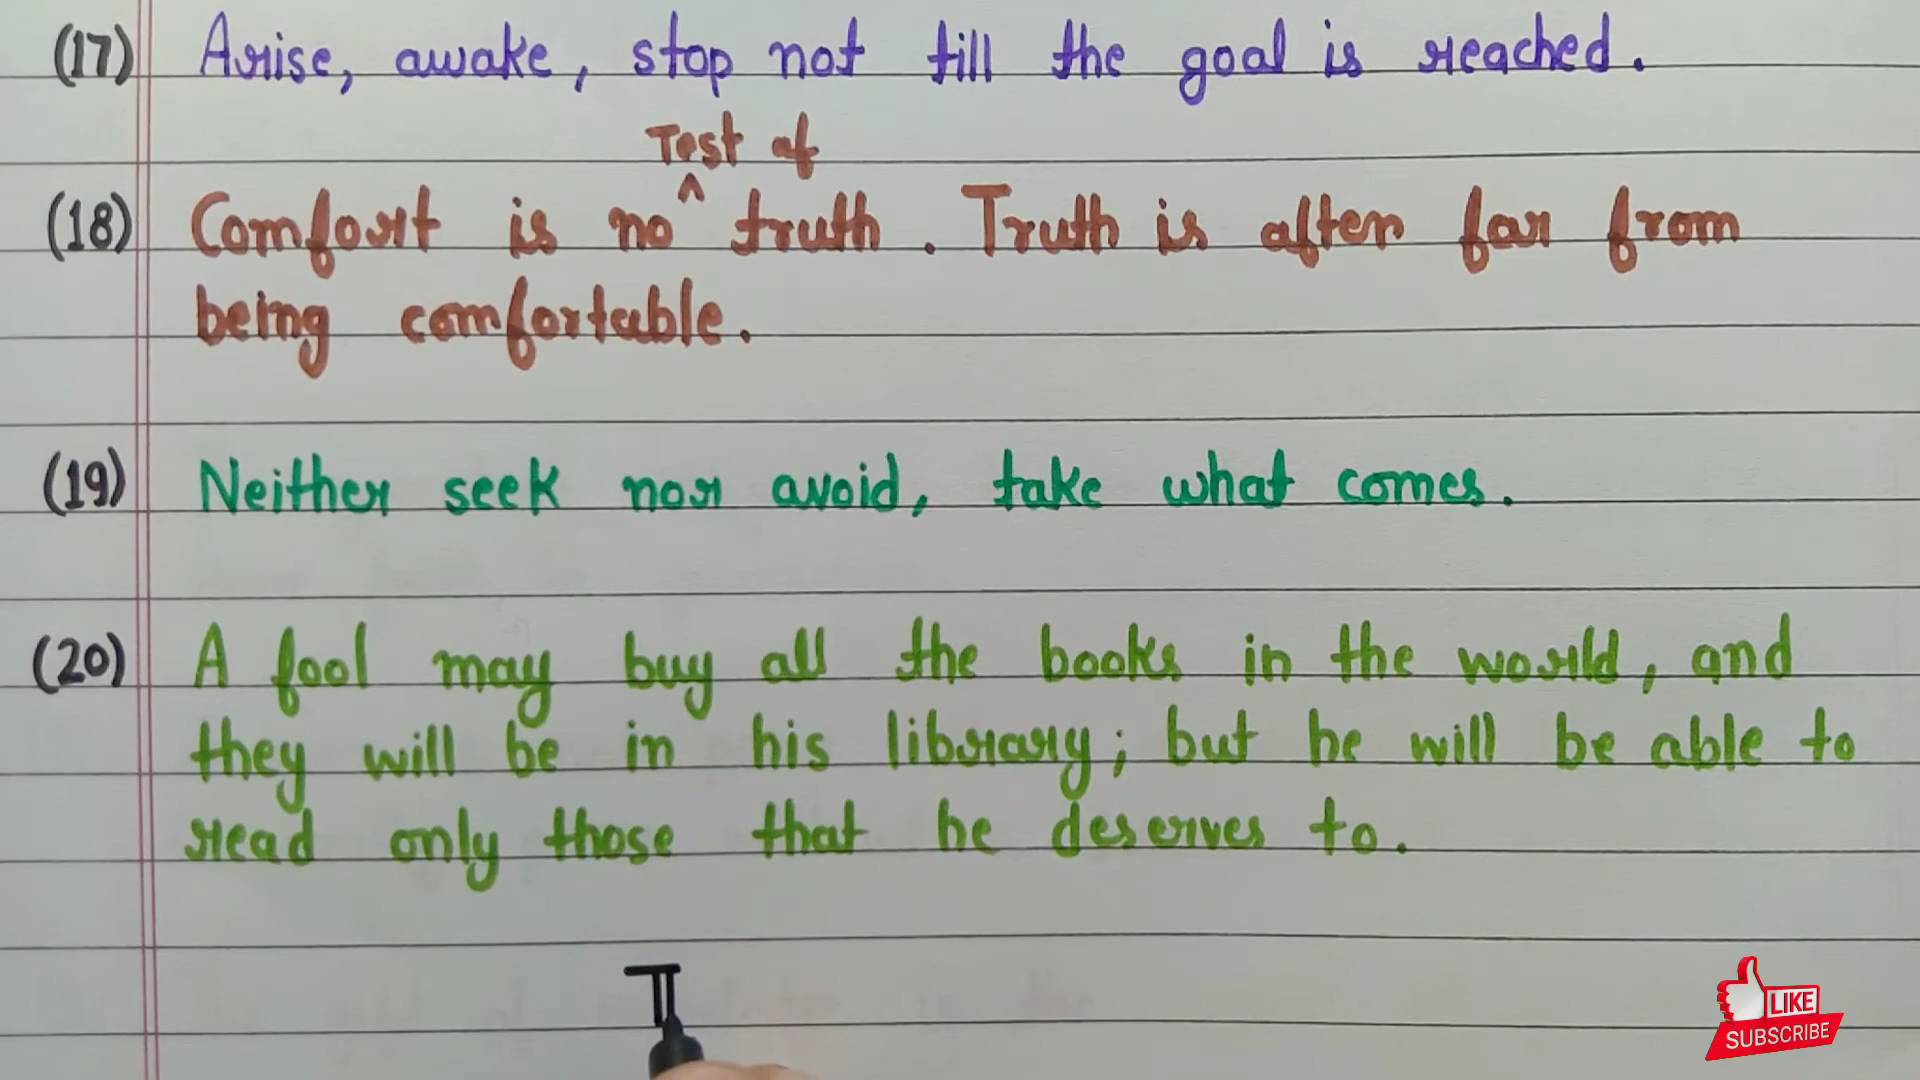 (17) Arise, awake, stop not till the goal is reached.
Test of
^
(18) Comfort is no truth. Truth is often far from
being comfortable.
(19) Neither seek nor avoid, take what comes.
(20) A fool may buy all the books in the world, and
they will be in his library; but he will be able to
read only those that he deserves to.
T
LIKE
SUBSCRIBE